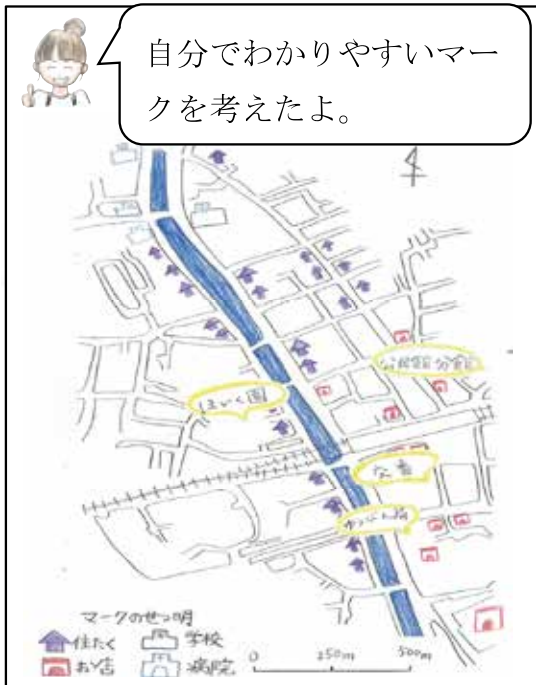 自分でわかりやすいマー
クを考えたよ。
公民館分館
ほいく園
交番
ゆうびん局
マークのせつ明
住たく
学校
お店
病院
0 250m 500m